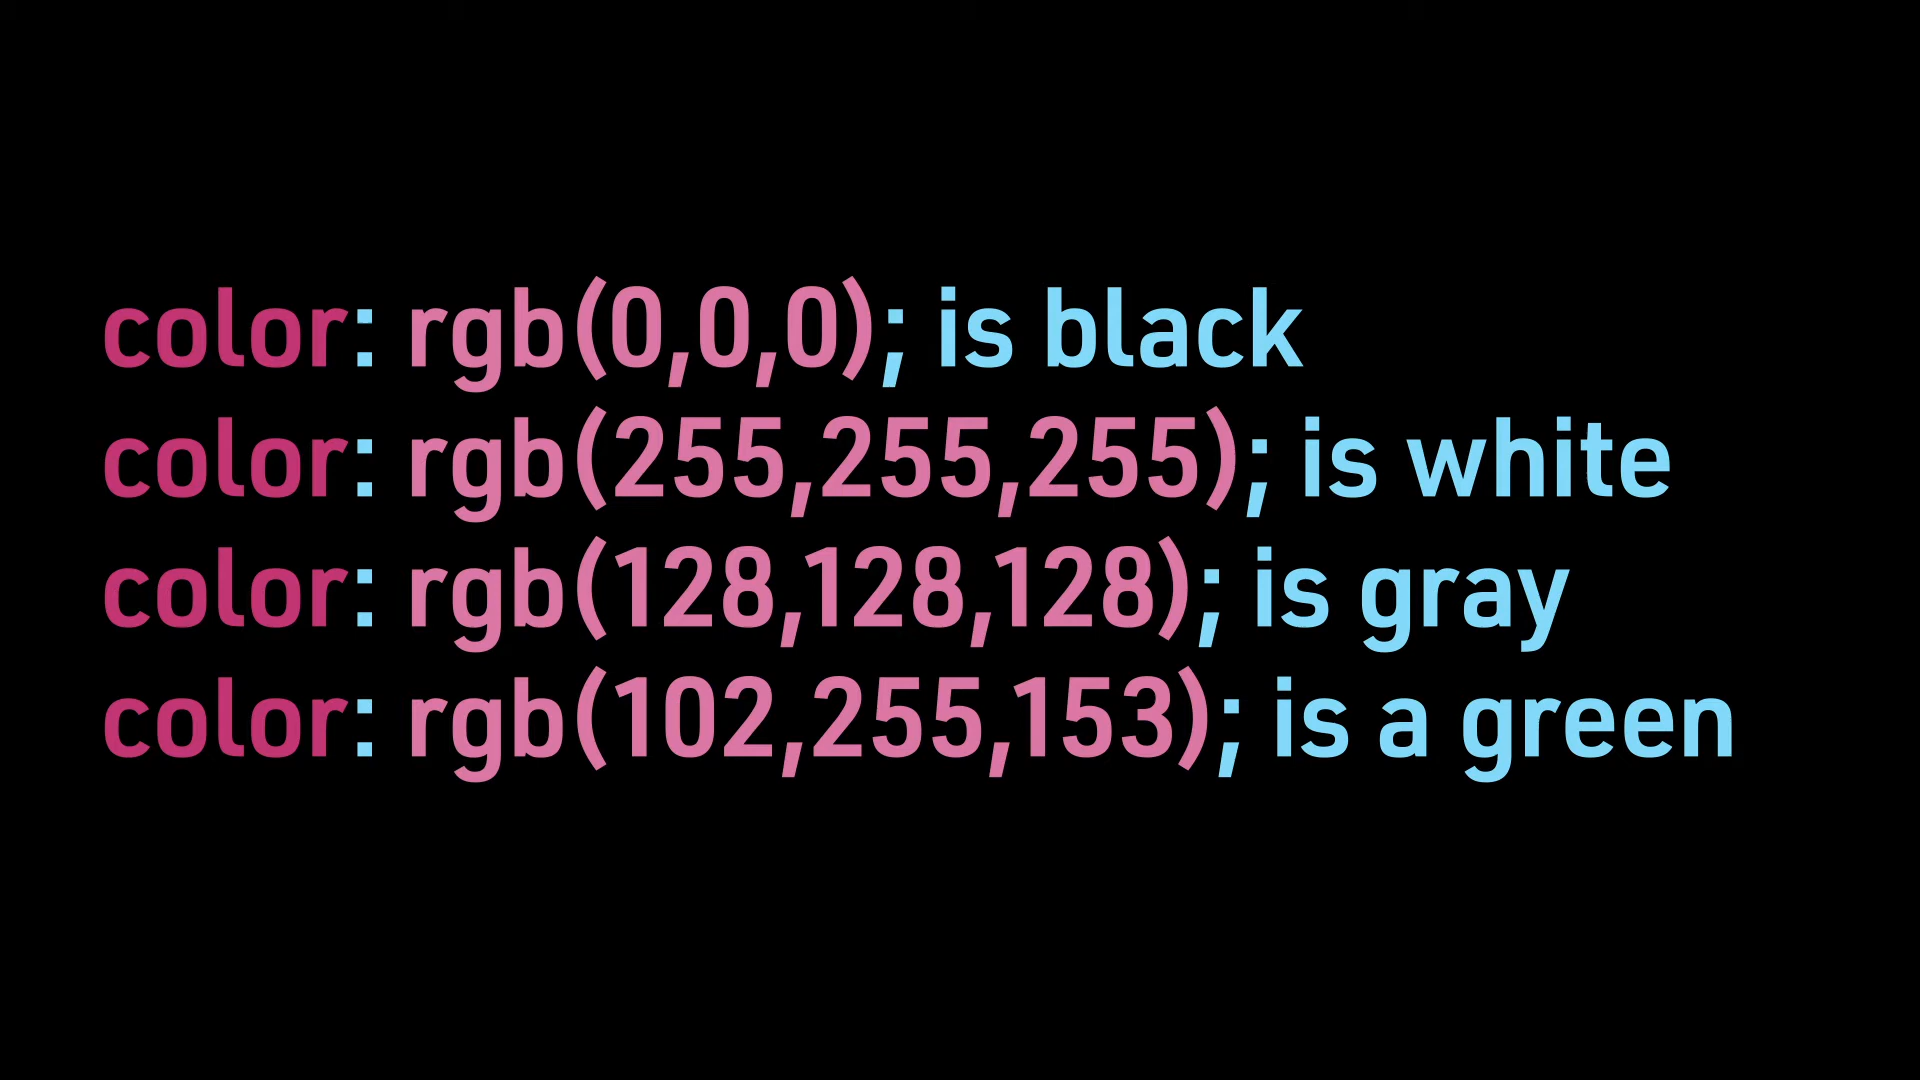 color: rgb(0,0,0); is black
color: rgb(255,255,255); is white
color: rgb(128,128,128); is gray
color: rgb(102,255,153); is a green